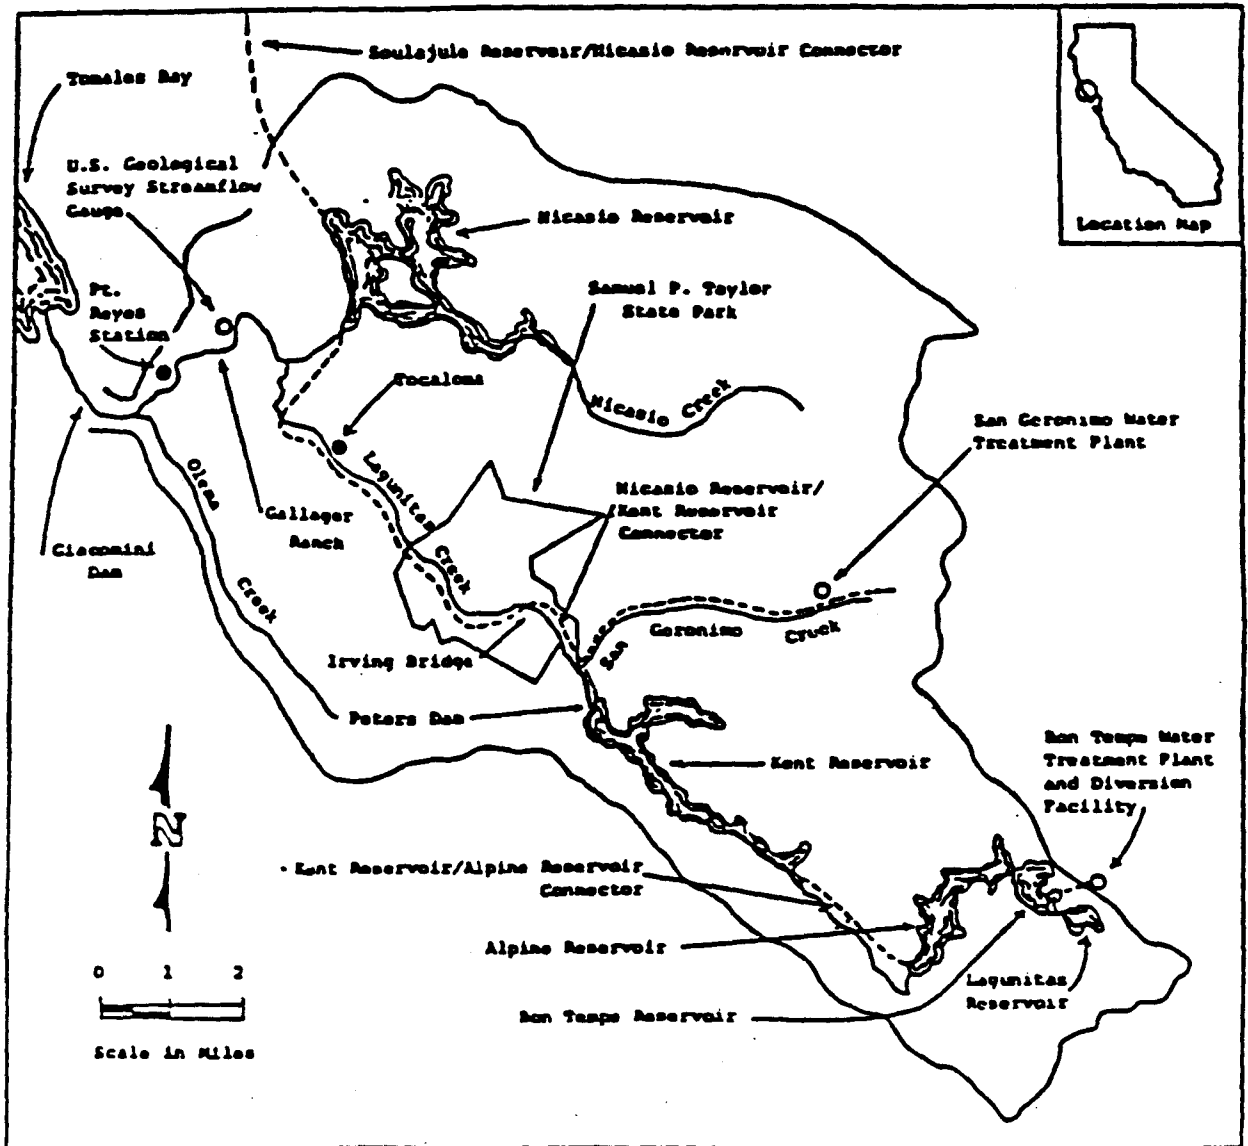 Soulajule Reservoir/Nicasio Reservoir Connector
Tomales Bay
U.S. Geological
Survey Streamflow
Gauge
Location Map
Nicasio Reservoir
Pt.
Reyes
Station
Samuel P. Taylor
State Park
Tocaloma
Nicasio Creek
San Geronimo Water
Treatment Plant
Olema
Creek
Lagunitas
Creek
Nicasio Reservoir/
/Kent Reservoir
Connector
Gallager
Ranch
Giacomini
Dam
San Geronimo Creek
Irving Bridge
Peters Dam
Kent Reservoir
Bon Tempe Water
Treatment Plant
and Diversion
Facility
N
Kent Reservoir/Alpine Reservoir
Connector
Alpine Reservoir
Lagunitas
Reservoir
Bon Tempe Reservoir
0 1 2
Scale in Miles